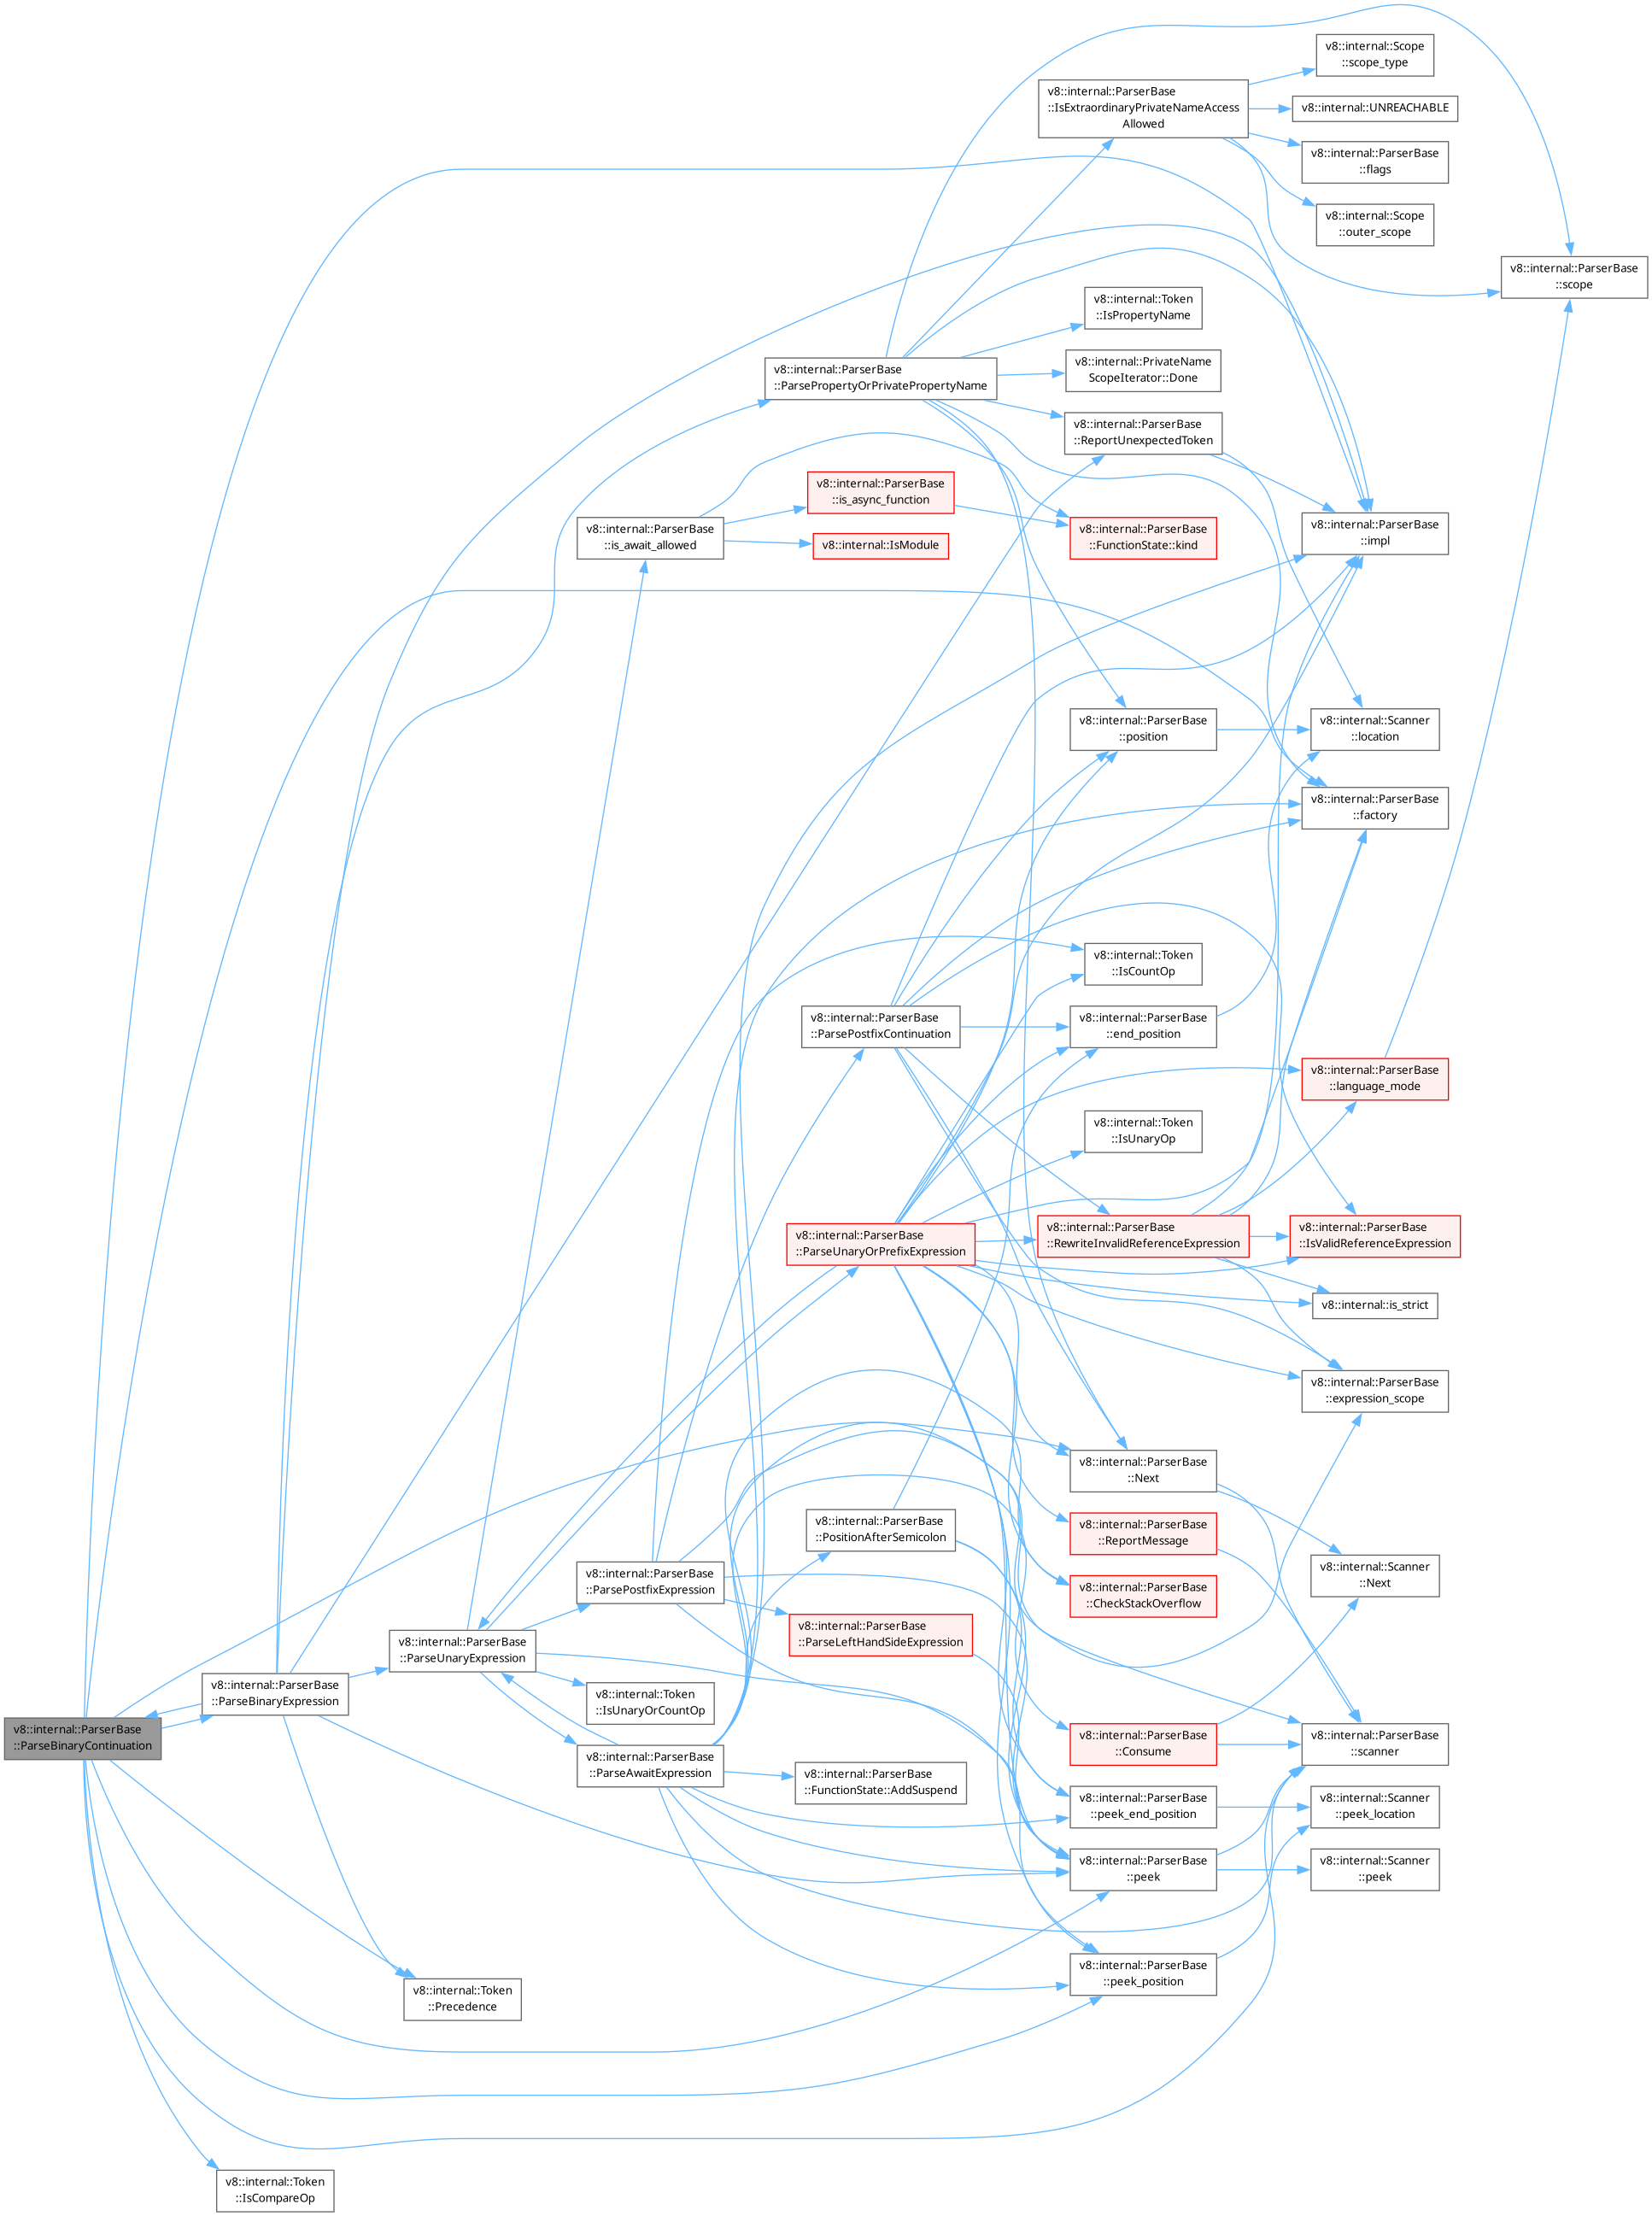 v8::internal::Scope
::scope_type
v8::internal::ParserBase
::IsExtraordinaryPrivateNameAccess
Allowed
v8::internal::UNREACHABLE
v8::internal::ParserBase
::flags
v8::internal::Scope
::outer_scope
v8::internal::ParserBase
::scope
v8::internal::Token
::IsPropertyName
v8::internal::ParserBase
::ParsePropertyOrPrivatePropertyName
v8::internal::PrivateName
ScopeIterator::Done
v8::internal::ParserBase
::ReportUnexpectedToken
v8::internal::ParserBase
::is_async_function
v8::internal::ParserBase
::is_await_allowed
v8::internal::IsModule
v8::internal::ParserBase
::FunctionState::kind
v8::internal::ParserBase
::impl
v8::internal::ParserBase
::position
v8::internal::Scanner
::location
v8::internal::ParserBase
::factory
v8::internal::Token
::IsCountOp
v8::internal::ParserBase
::ParsePostfixContinuation
v8::internal::ParserBase
::end_position
v8::internal::ParserBase
::language_mode
v8::internal::Token
::IsUnaryOp
v8::internal::ParserBase
::ParseUnaryOrPrefixExpression
v8::internal::ParserBase
::RewriteInvalidReferenceExpression
v8::internal::ParserBase
::IsValidReferenceExpression
v8::internal::is_strict
v8::internal::ParserBase
::expression_scope
v8::internal::ParserBase
::Next
v8::internal::ParserBase
::PositionAfterSemicolon
v8::internal::ParserBase
::ReportMessage
v8::internal::Scanner
::Next
v8::internal::ParserBase
::ParsePostfixExpression
v8::internal::ParserBase
::CheckStackOverflow
v8::internal::ParserBase
::ParseLeftHandSideExpression
v8::internal::ParserBase
::ParseUnaryExpression
v8::internal::ParserBase
::ParseBinaryExpression
v8::internal::Token
::IsUnaryOrCountOp
v8::internal::ParserBase
::ParseBinaryContinuation
v8::internal::ParserBase
::Consume
v8::internal::ParserBase
::scanner
v8::internal::ParserBase
::ParseAwaitExpression
v8::internal::ParserBase
::FunctionState::AddSuspend
v8::internal::ParserBase
::peek_end_position
v8::internal::Scanner
::peek_location
v8::internal::ParserBase
::peek
v8::internal::Scanner
::peek
v8::internal::ParserBase
::peek_position
v8::internal::Token
::Precedence
v8::internal::Token
::IsCompareOp